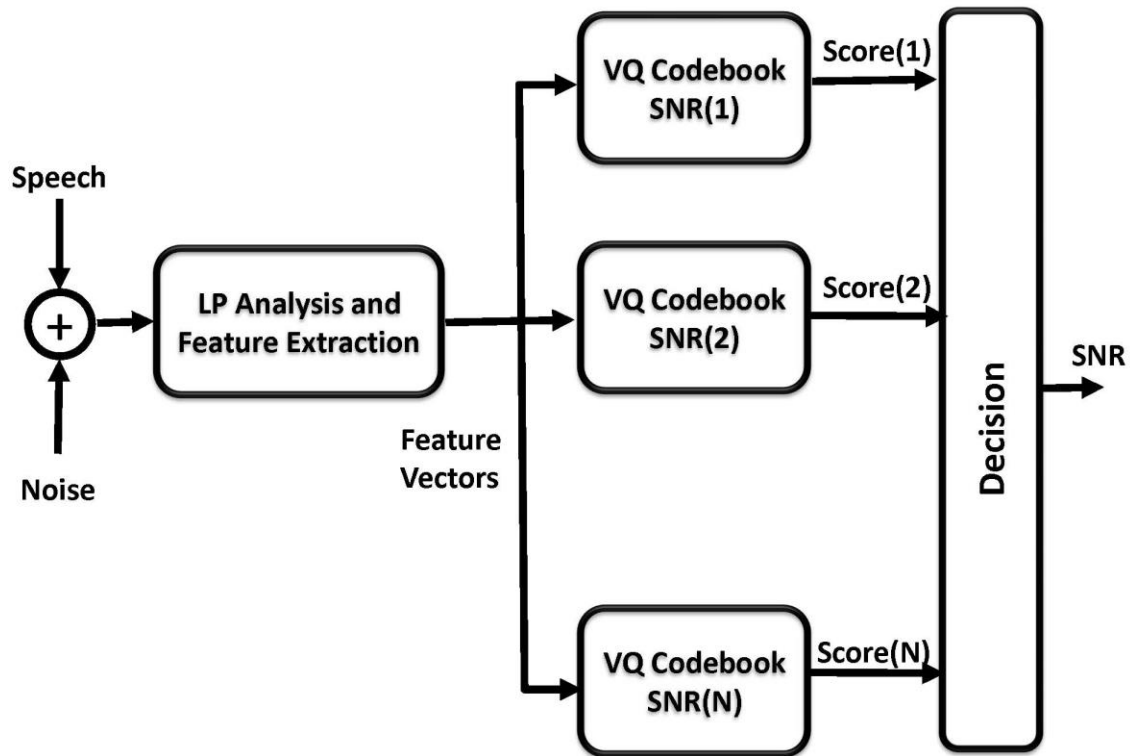 Speech
+
Noise
LP Analysis and
Feature Extraction
Feature
Vectors
VQ Codebook
SNR(1)
Score(1)
VQ Codebook
SNR(2)
Score(2)
VQ Codebook
SNR(N)
Score(N)
Decision
SNR